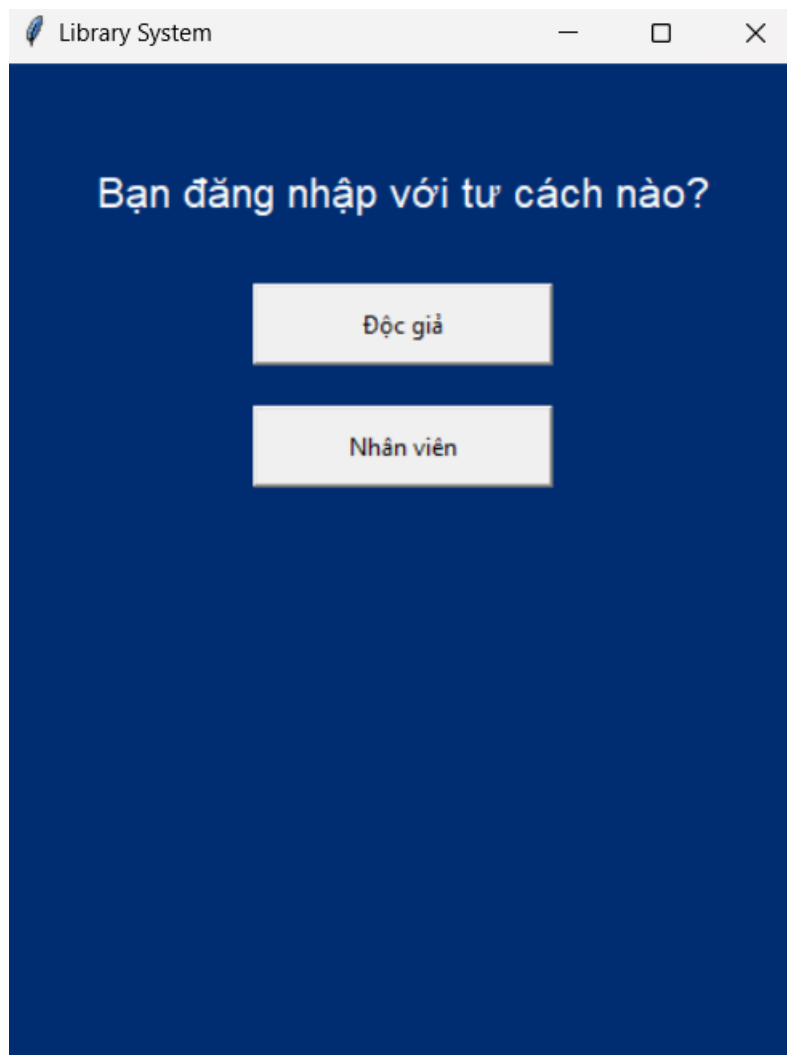 Library System
Bạn đăng nhập với tư cách nào?
Độc giả
Nhân viên